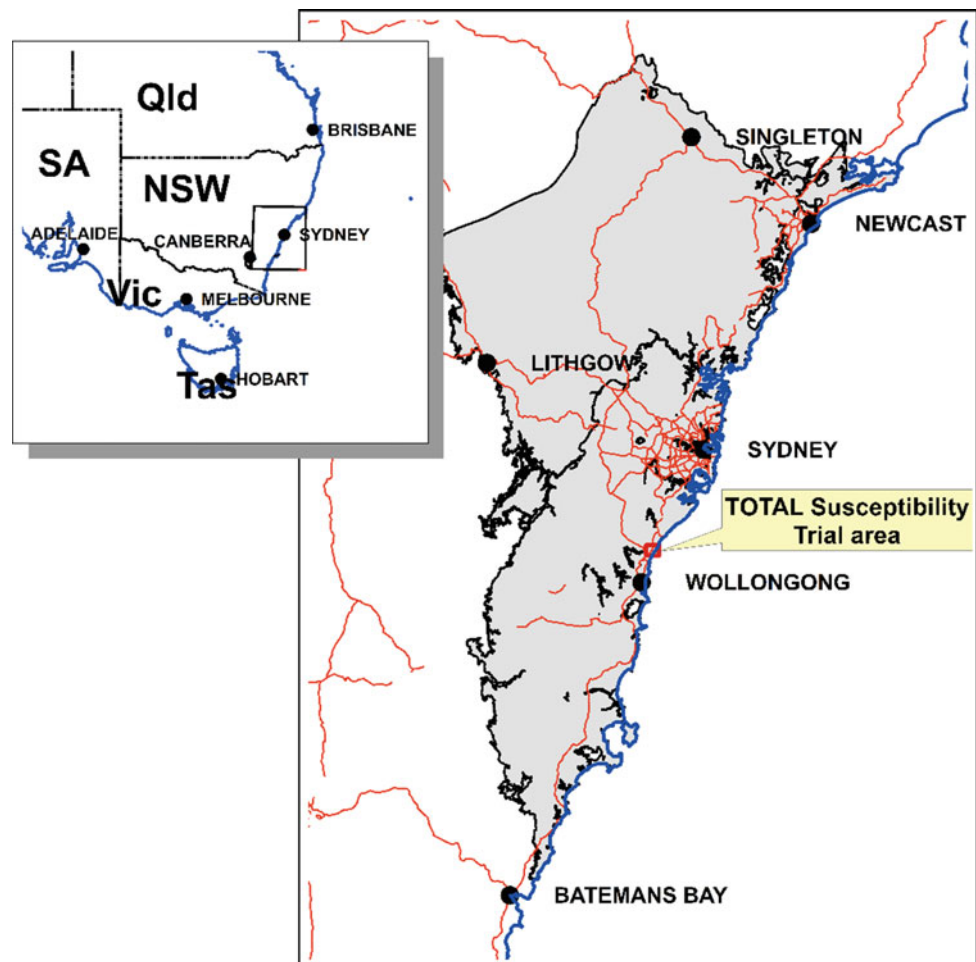 Qld
BRISBANE
SA
NSW
ADELAIDE
CANBERRA
SYDNEY
Vic
MELBOURNE
Tas
HOBART
SINGLETON
NEWCAST
LITHGOW
SYDNEY
TOTAL Susceptibility
Trial area
WOLLONGONG
BATEMANS BAY